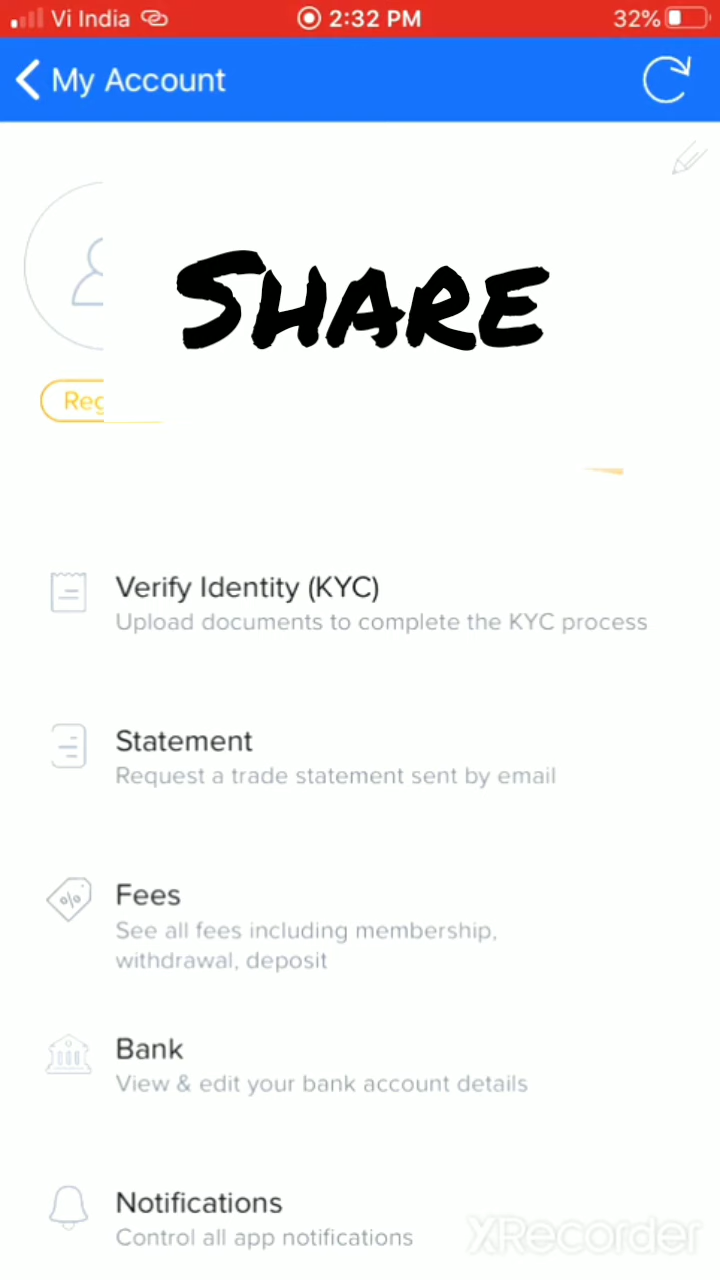 Vi India 2:32 PM 32%
My Account
SHARE
Reg
Verify Identity (KYC)
Upload documents to complete the KYC process
Statement
Request a trade statement sent by email
Fees
See all fees including membership,
withdrawal, deposit
Bank
View & edit your bank account details
Notifications
Control all app notifications
XRecorder